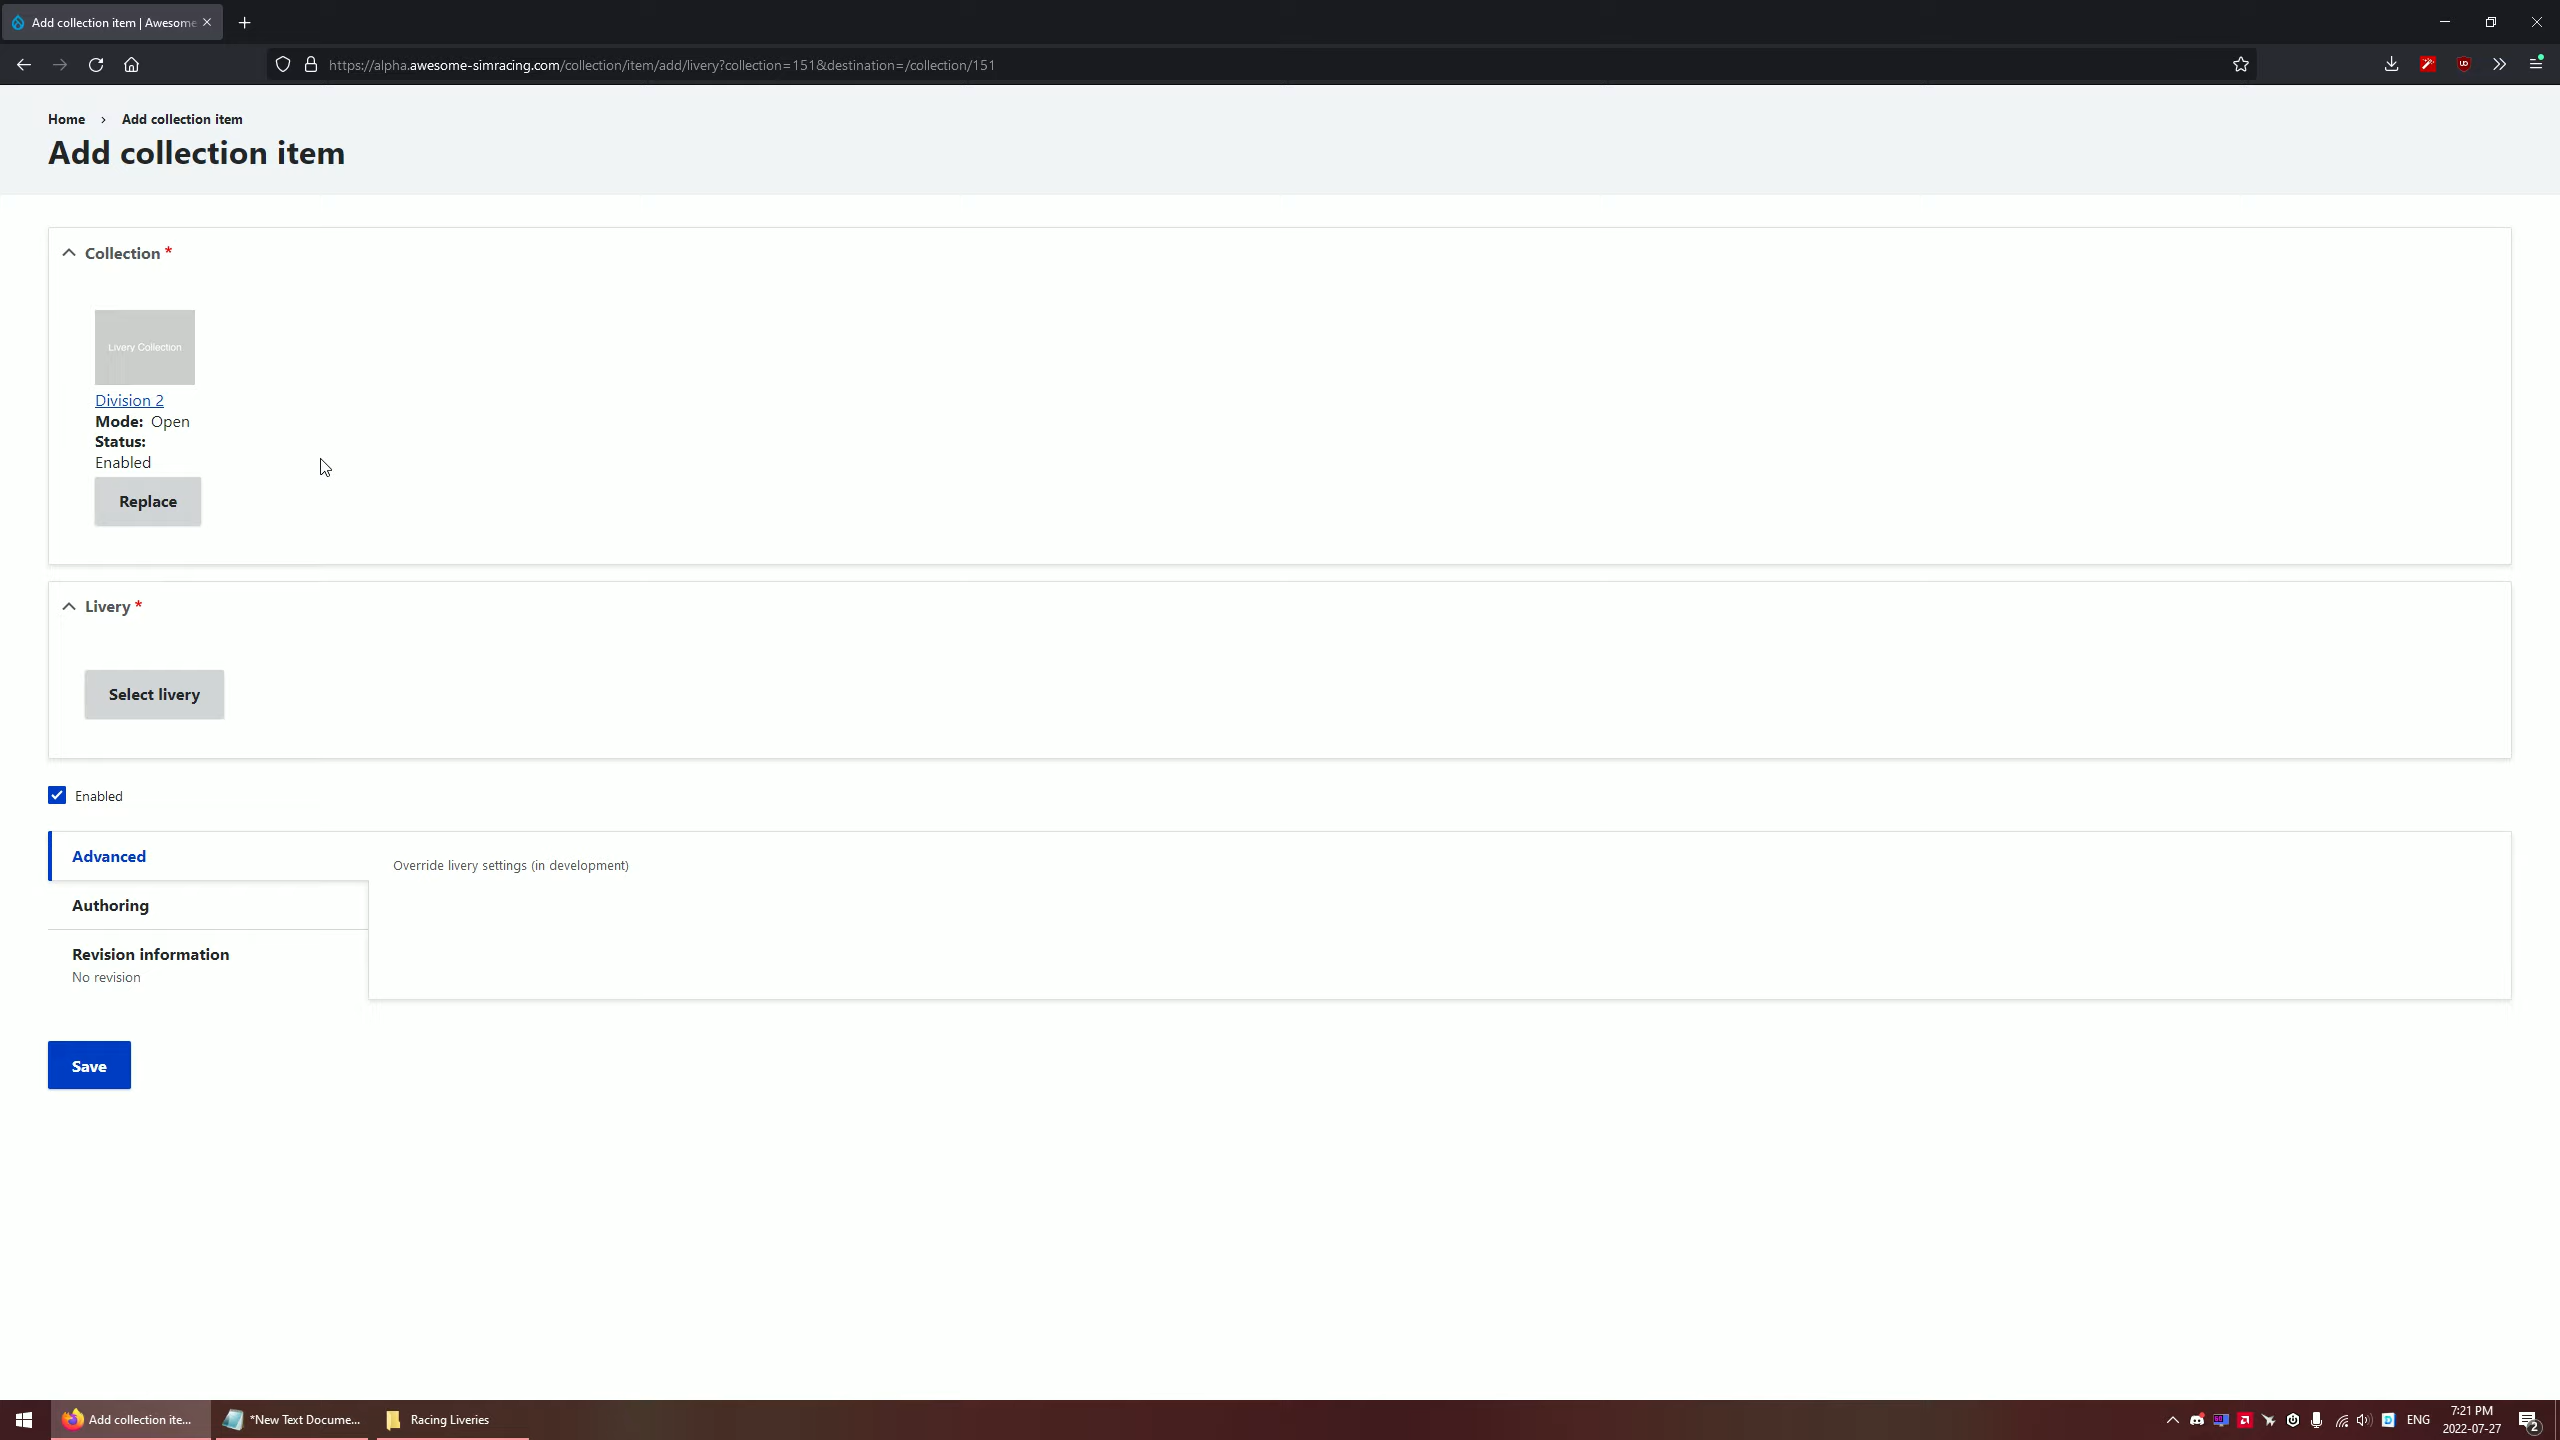 Add collection item | Awesome
https://alpha.awesome-simracing.com/collection/item/add/livery?collection=151&destination=/collection/151
Home › Add collection item
Add collection item
Collection *
Livery Collection
Division 2
Mode: Open
Status:
Enabled
Replace
Livery *
Select livery
Enabled
Advanced
Override livery settings (in development)
Authoring
Revision information
No revision
Save
Add collection ite...
*New Text Docume...
Racing Liveries
ENG
7:21 PM
2022-07-27
2